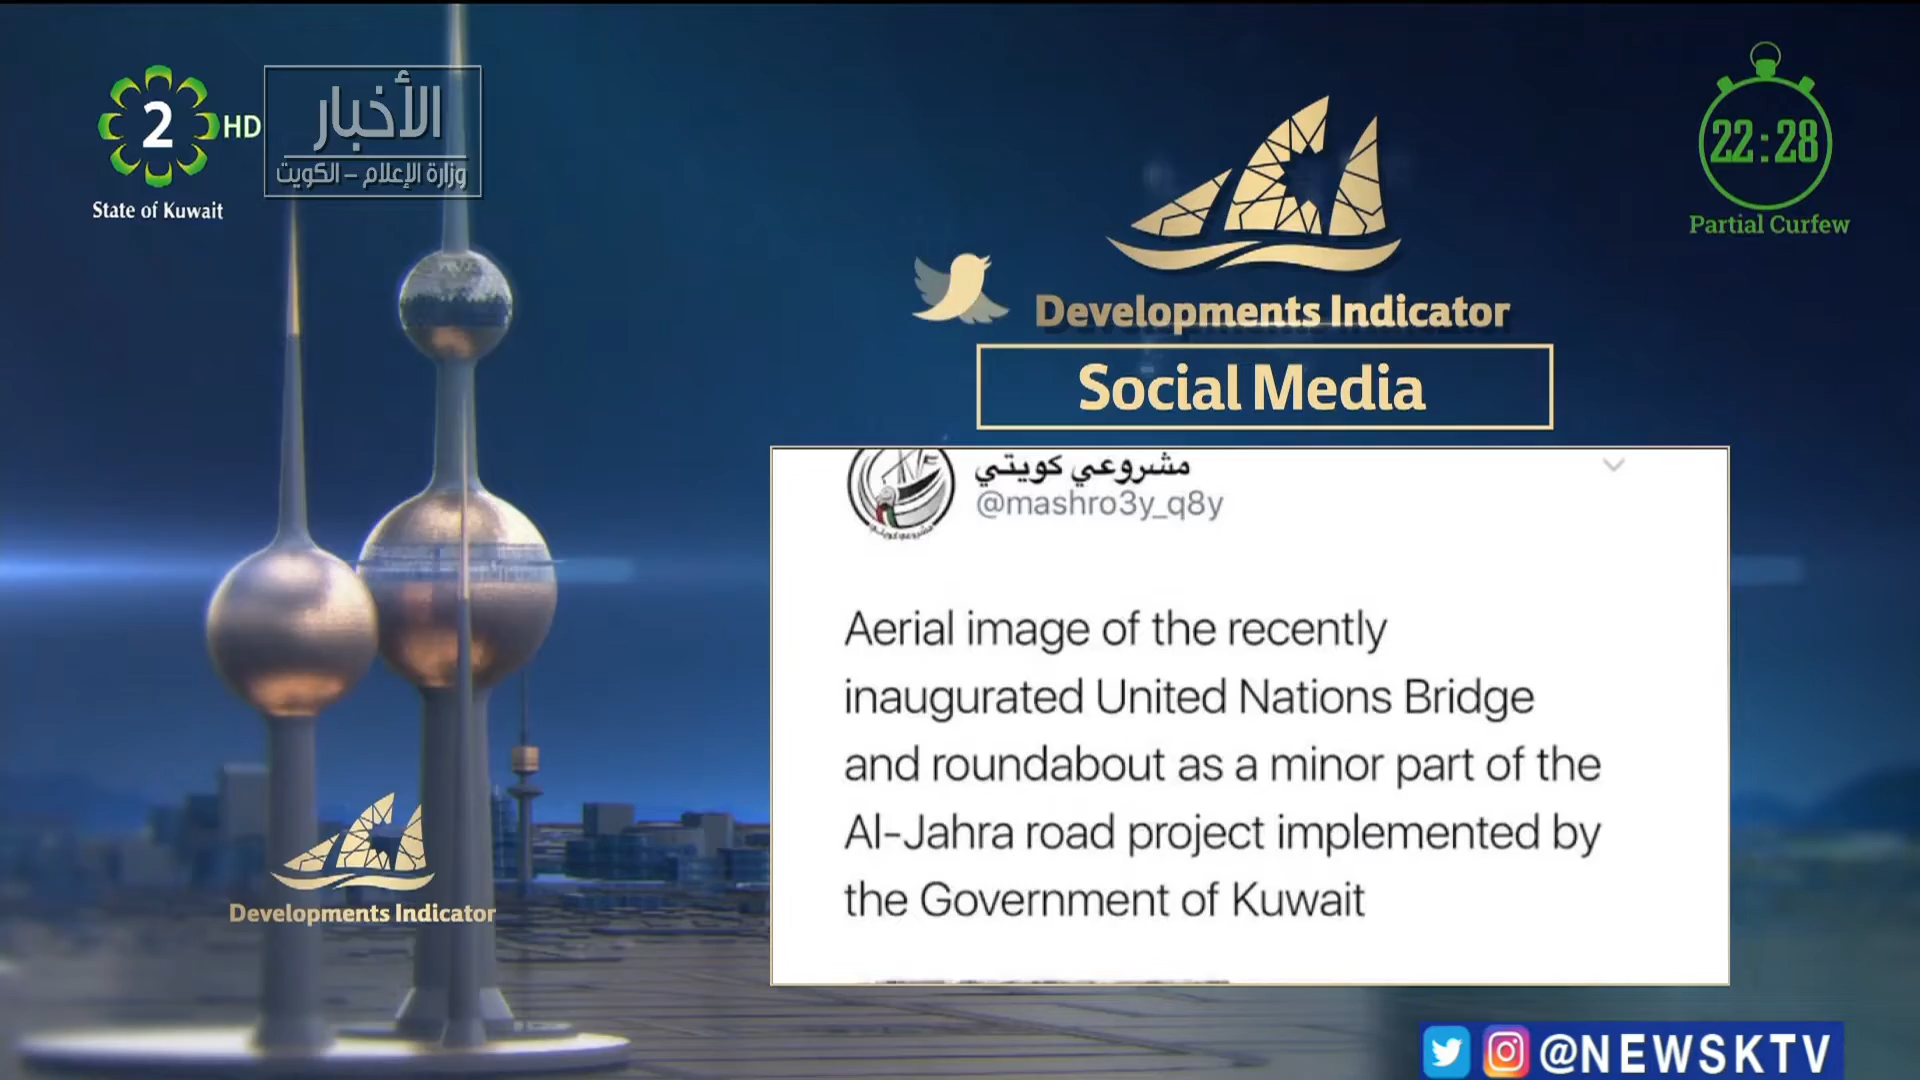 2
HD
State of Kuwait
الأخبار
وزارة الإعلام – الكويت
22:28
Partial Curfew
Developments Indicator
Social Media
مشروعي كويتي
@mashro3y_q8y
Aerial image of the recently
inaugurated United Nations Bridge
and roundabout as a minor part of the
Al-Jahra road project implemented by
the Government of Kuwait
Developments Indicator
@NEWSKTV